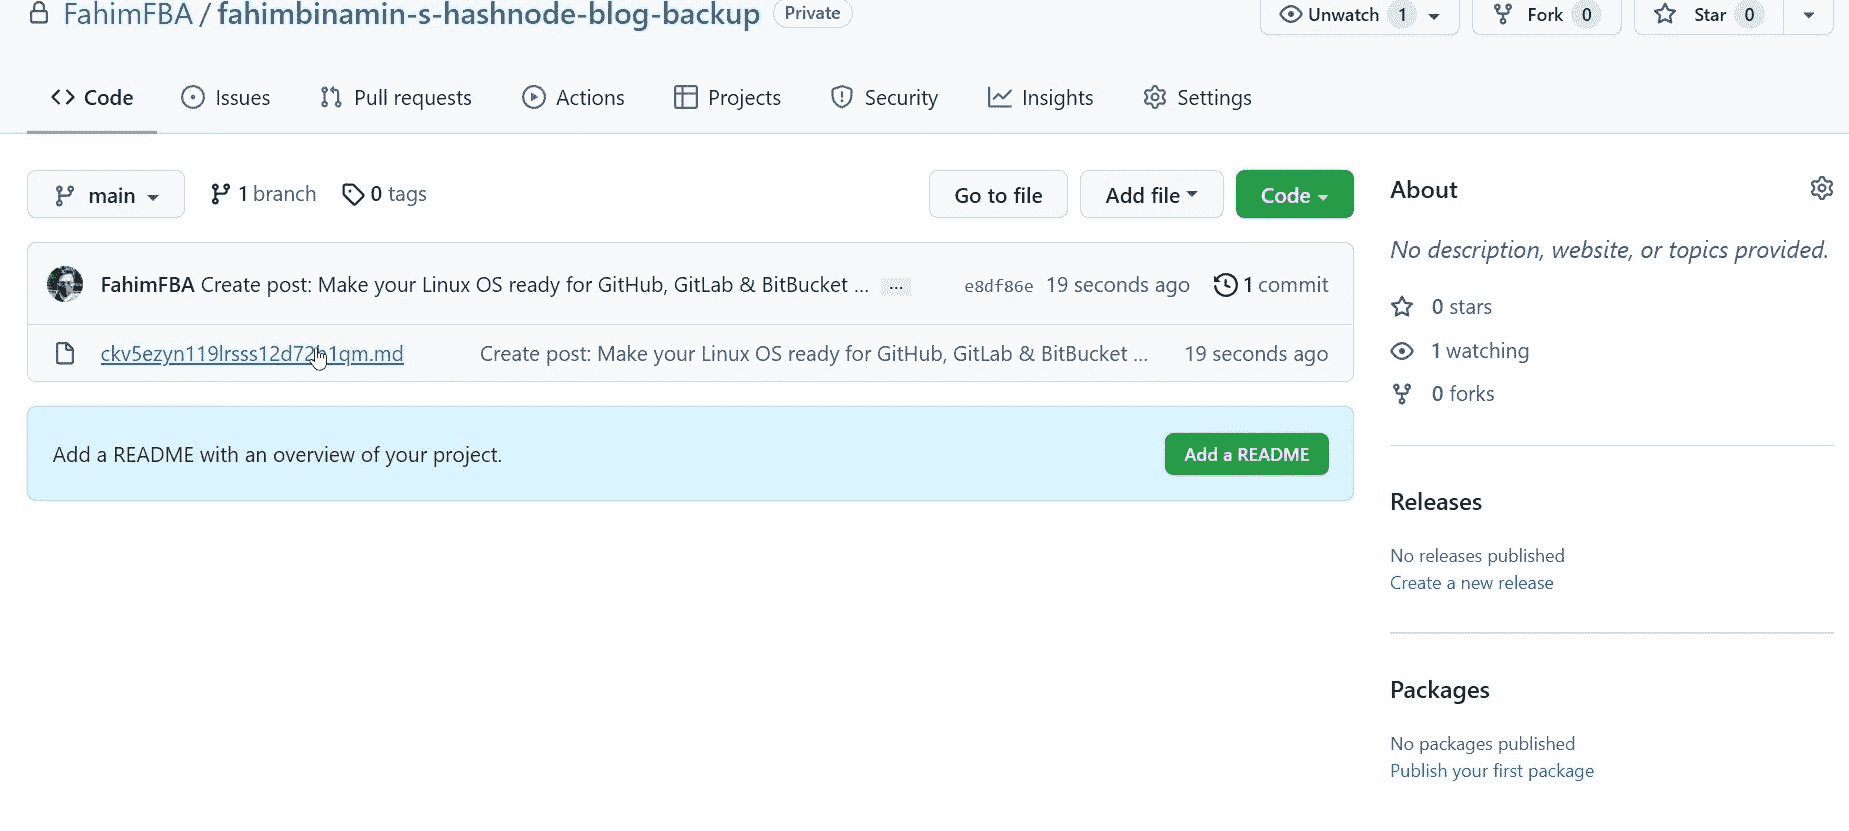 FahimFBA / fahimbinamin-s-hashnode-blog-backup Private Unwatch 1 Fork 0 Star 0
Code Issues Pull requests Actions Projects Security Insights Settings
main 1 branch 0 tags Go to file Add file Code
FahimFBA Create post: Make your Linux OS ready for GitHub, GitLab & BitBucket ... ... e8df86e 19 seconds ago 1 commit
.md Create post: Make your Linux OS ready for GitHub, GitLab & BitBucket ... 19 seconds ago
Add a README with an overview of your project. Add a README
About
No description, website, or topics provided.
0 stars
1 watching
0 forks
Releases
No releases published
Create a new release
Packages
No packages published
Publish your first package